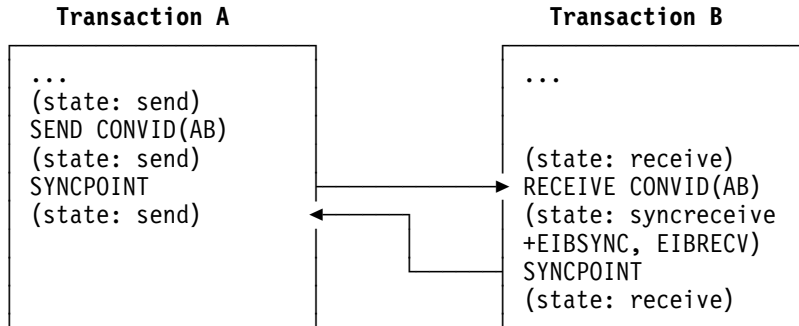 Transaction A
Transaction B
...
(state: send)
SEND CONVID(AB)
(state: send)
SYNCPOINT
(state: send)
...
(state: receive)
RECEIVE CONVID(AB)
(state: syncreceive
+EIBSYNC, EIBRECV)
SYNCPOINT
(state: receive)